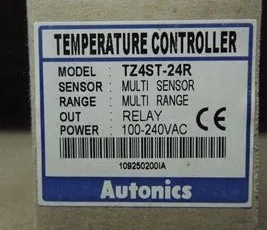 TEMPERATURE CONTROLLER
MODEL : TZ4ST-24R
SENSOR : MULTI SENSOR
RANGE : MULTI RANGE
OUT : RELAY
POWER : 100-240VAC CE
109250200IA
Autonics